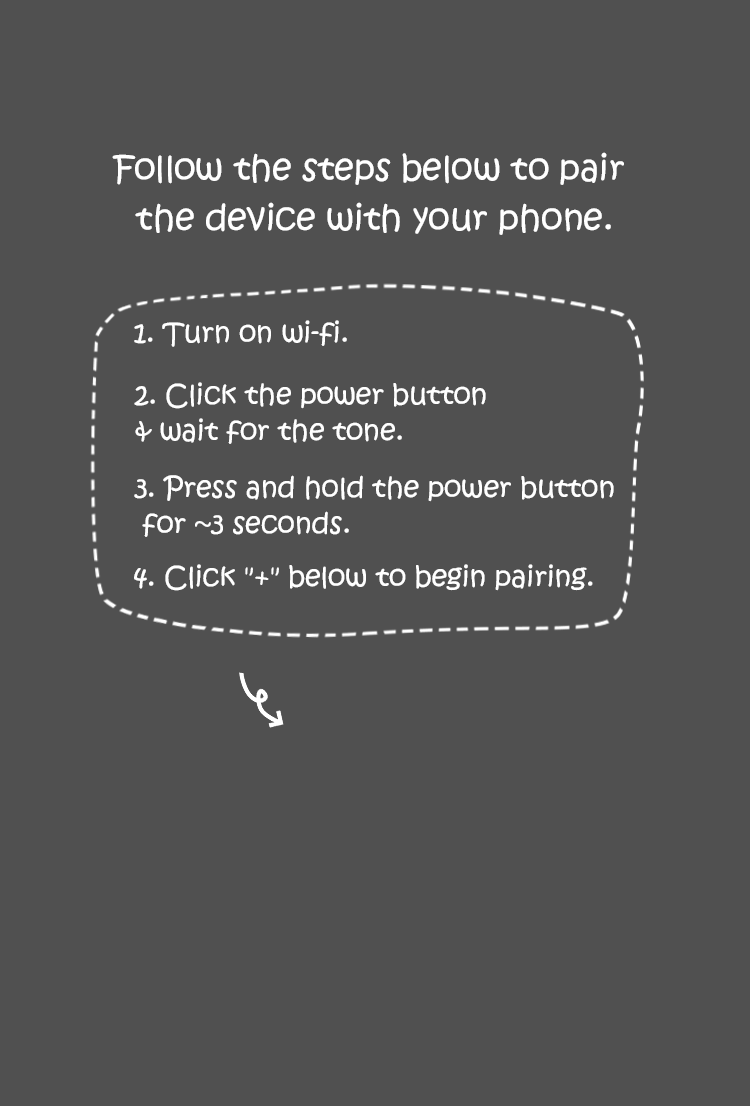 Follow the steps below to pair
the device with your phone.
1. Turn on wi-fi.
2. Click the power button
& wait for the tone.
3. Press and hold the power button
for ~3 seconds.
4. Click "+" below to begin pairing.